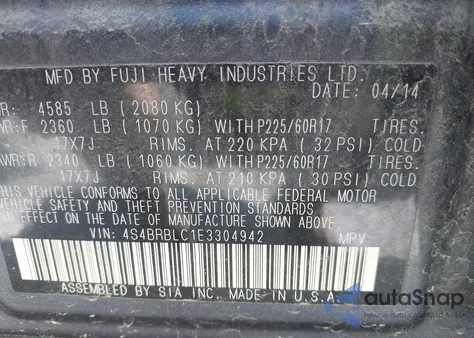 MFD BY FUJI HEAVY INDUSTRIES LTD.
DATE: 04/14
R: 4585 LB (2080 KG)
WR:F 2360 LB (1070 KG) WITH P225/60R17 TIRES.
17X7J RIMS. AT 220 KPA (32 PSI) COLD
AWR:R 2340 LB (1060 KG) WITH P225/60R17 TIRES.
17X7J RIMS. AT 210 KPA (30 PSI) COLD
THIS VEHICLE CONFORMS TO ALL APPLICABLE FEDERAL MOTOR
VEHICLE SAFETY AND THEFT PREVENTION STANDARDS
IN EFFECT ON THE DATE OF MANUFACTURE SHOWN ABOVE.
VIN: 4S4BRBLC1E3304942 MPV
ASSEMBLED BY SIA INC. MADE IN U.S.A.
autoSnap